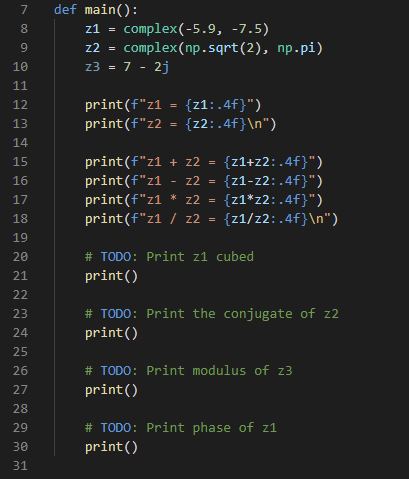 7 def main():
8     z1 = complex(-5.9, -7.5)
9     z2 = complex(np.sqrt(2), np.pi)
10     z3 = 7 - 2j
11
12     print(f"z1 = {z1:.4f}")
13     print(f"z2 = {z2:.4f}\n")
14
15     print(f"z1 + z2 = {z1+z2:.4f}")
16     print(f"z1 - z2 = {z1-z2:.4f}")
17     print(f"z1 * z2 = {z1*z2:.4f}")
18     print(f"z1 / z2 = {z1/z2:.4f}\n")
19
20     # TODO: Print z1 cubed
21     print()
22
23     # TODO: Print the conjugate of z2
24     print()
25
26     # TODO: Print modulus of z3
27     print()
28
29     # TODO: Print phase of z1
30     print()
31